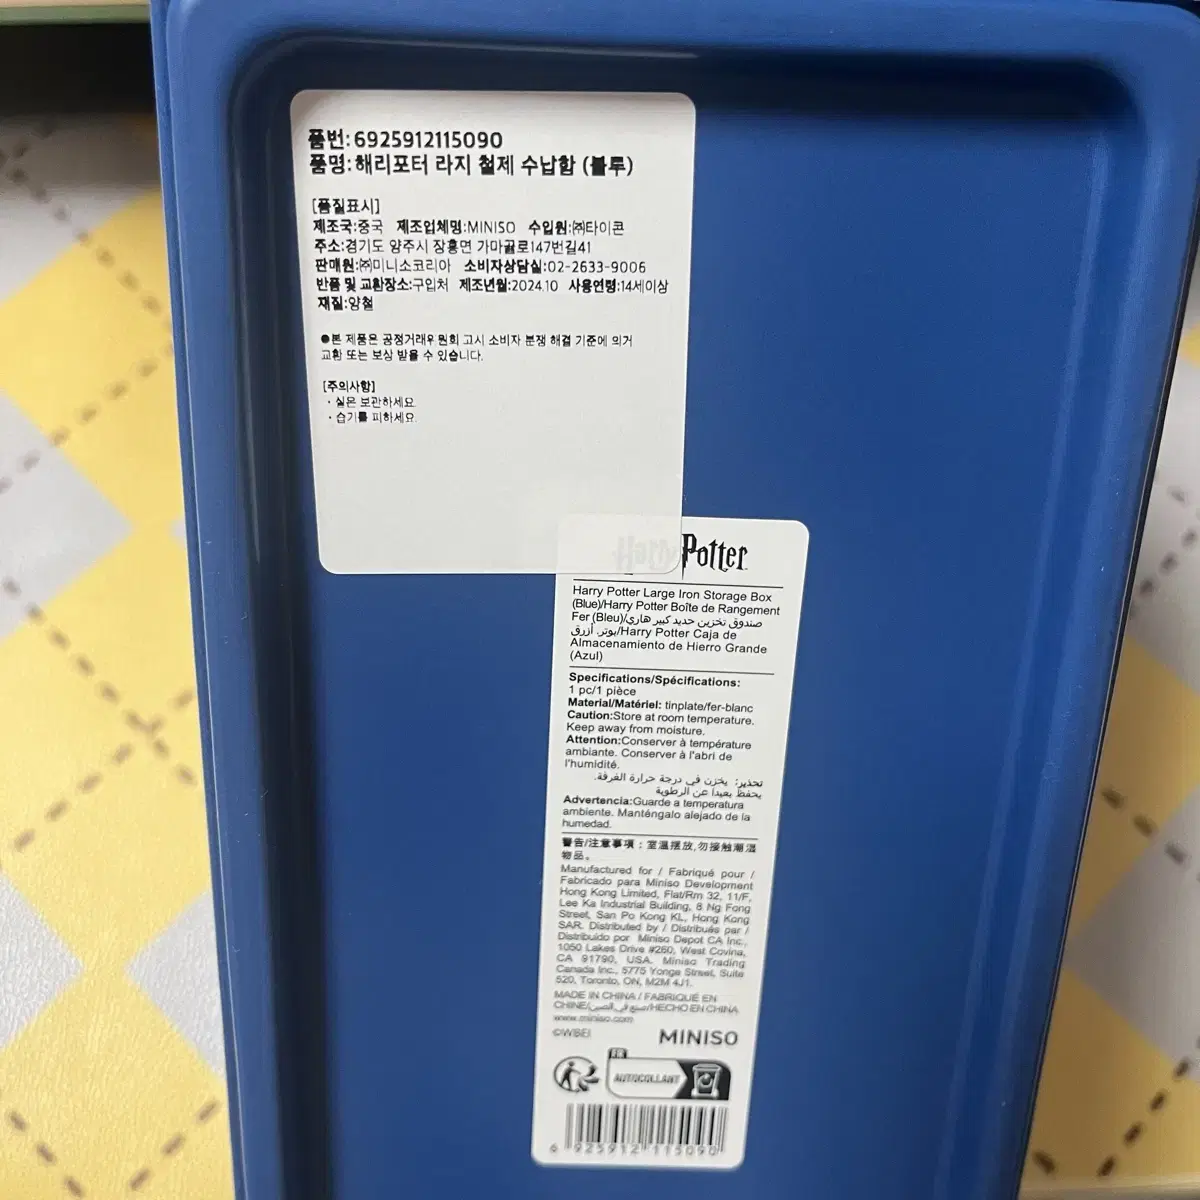 품번:6925912115090
품명:해리포터 라지 철제 수납함 (블루)
[품질표시]
제조국:중국 제조업체명:MINISO 수입원:㈜타이콘
주소:경기도 양주시 장흥면 가마골로147번길41
판매원:㈜미니소코리아 소비자상담실:02-2633-9006
반품 및 교환장소:구입처 제조년월:2024.10 사용연령:14세이상
재질:양철
●본 제품은 공정거래위원회 고시 소비자 분쟁 해결 기준에 의거
교환 또는 보상 받을 수 있습니다.
[주의사항]
· 실온 보관하세요
· 습기를 피하세요
Harry Potter
Harry Potter Large Iron Storage Box
(Blue)/Harry Potter Boîte de Rangement
Fer (Bleu)/صندوق تخزين حديد كبير هاري
بوتر, أزرق/Harry Potter Caja de
Almacenamiento de Hierro Grande
(Azul)
Specifications/Spécifications:
1 pc/1 pièce
Material/Matériel: tinplate/fer-blanc
Caution:Store at room temperature.
Keep away from moisture.
Attention:Conserver à température
ambiante. Conserver à l'abri de
l'humidité.
تحذير: يخزن في درجة حرارة الغرفة.
يحفظ بعيدا عن الرطوبة
Advertencia:Guarde a temperatura
ambiente. Manténgalo alejado de la
humedad.
警告/注意事項：室温摆放,勿接触潮湿
物品。
Manufactured for / Fabriqué pour /
Fabricado para Miniso Development
Hong Kong Limited, Flat/Rm 32, 11/F,
Lee Ka Industrial Building, 8 Ng Fong
Street, San Po Kong KL, Hong Kong
SAR. Distributed by / Distribués par /
Distribuido por Miniso Depot CA Inc.,
1050 Lakes Drive #260, West Covina,
CA 91790, USA. Miniso Trading
Canada Inc., 5775 Yonge Street, Suite
520, Toronto, ON, M2M 4J1.
MADE IN CHINA / FABRIQUÉ EN
CHINE/صنع في الصين/HECHO EN CHINA
www.miniso.com
©WBEI
MINISO
FR
AUTOCOLLANT
6 925912 115090